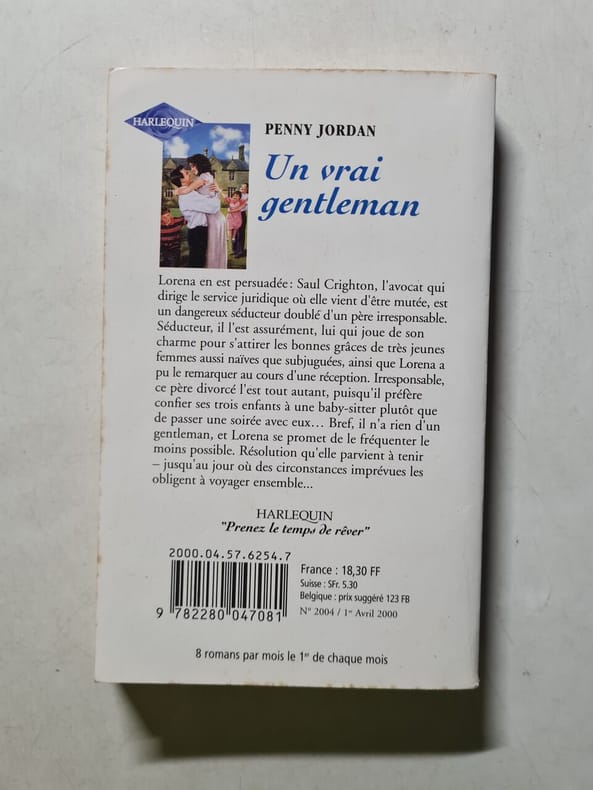 HARLEQUIN
PENNY JORDAN
Un vrai
gentleman
Lorena en est persuadée : Saul Crighton, l'avocat qui
dirige le service juridique où elle vient d'être mutée, est
un dangereux séducteur doublé d'un père irresponsable.
Séducteur, il l'est assurément, lui qui joue de son
charme pour s'attirer les bonnes grâces de très jeunes
femmes aussi naïves que subjuguées, ainsi que Lorena a
pu le remarquer au cours d'une réception. Irresponsable,
ce père divorcé l'est tout autant, puisqu'il préfère
confier ses trois enfants à une baby-sitter plutôt que
de passer une soirée avec eux... Bref, il n'a rien d'un
gentleman, et Lorena se promet de le fréquenter le
moins possible. Résolution qu'elle parvient à tenir
– jusqu'au jour où des circonstances imprévues les
obligent à voyager ensemble...
HARLEQUIN
"Prenez le temps de rêver"
2000.04.57.6254.7
9 782280 047081
France : 18,30 FF
Suisse : SFr. 5.30
Belgique : prix suggéré 123 FB
N° 2004 / 1er Avril 2000
8 romans par mois le 1er de chaque mois